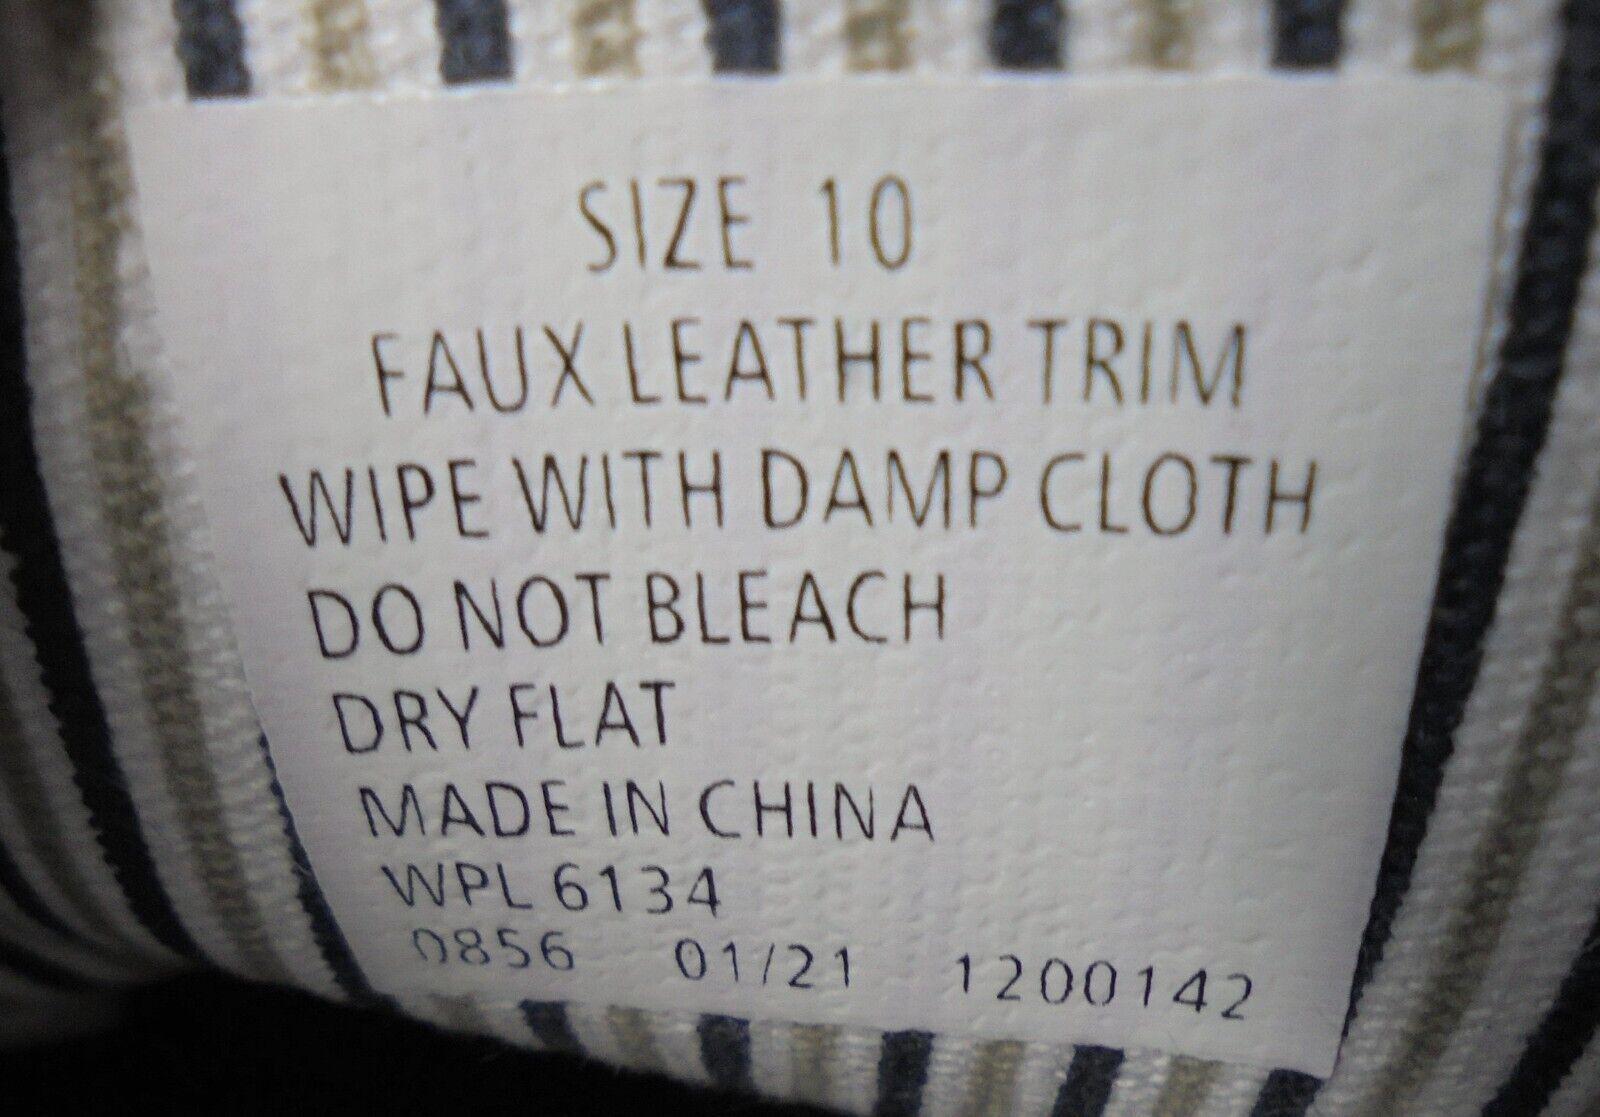 SIZE 10
FAUX LEATHER TRIM
WIPE WITH DAMP CLOTH
DO NOT BLEACH
DRY FLAT
MADE IN CHINA
WPL 6134
0856 01/21 1200142